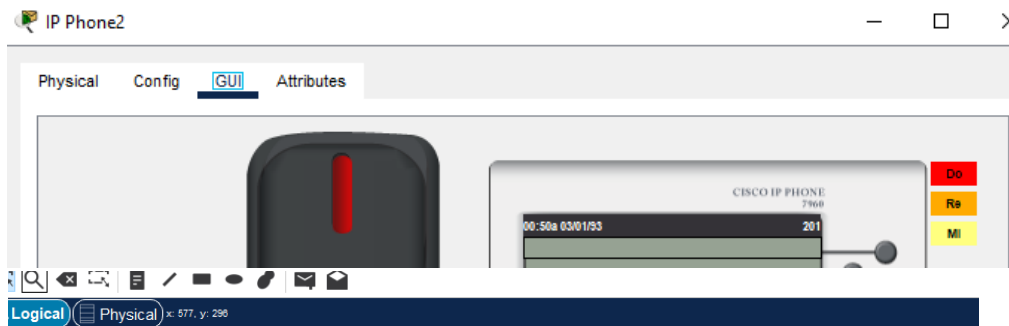 IP Phone2
Physical Config GUI Attributes
CISCO IP PHONE
7960
00:50a 03/01/93 201
Do
Re
MI
Logical Physical x: 577, y: 296